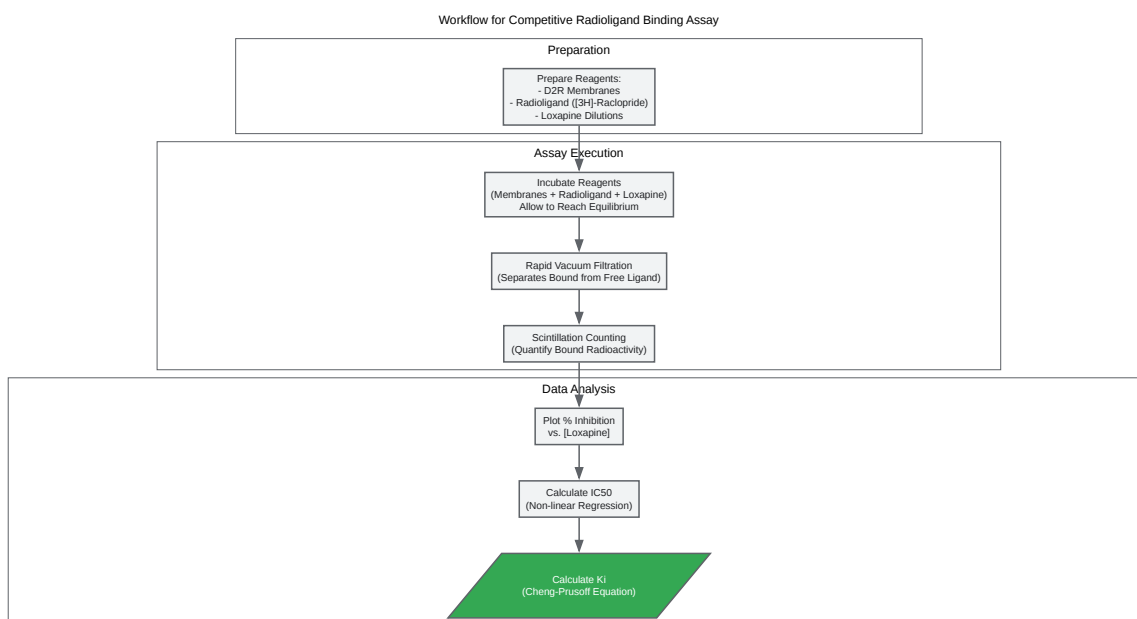 Workflow for Competitive Radioligand Binding Assay
Preparation
Prepare Reagents:
- D2R Membranes
- Radioligand ([3H]-Raclopride)
- Loxapine Dilutions
Assay Execution
Incubate Reagents
(Membranes + Radioligand + Loxapine)
Allow to Reach Equilibrium
Rapid Vacuum Filtration
(Separates Bound from Free Ligand)
Scintillation Counting
(Quantify Bound Radioactivity)
Data Analysis
Plot % Inhibition
vs. [Loxapine]
Calculate IC50
(Non-linear Regression)
Calculate Ki
(Cheng-Prusoff Equation)